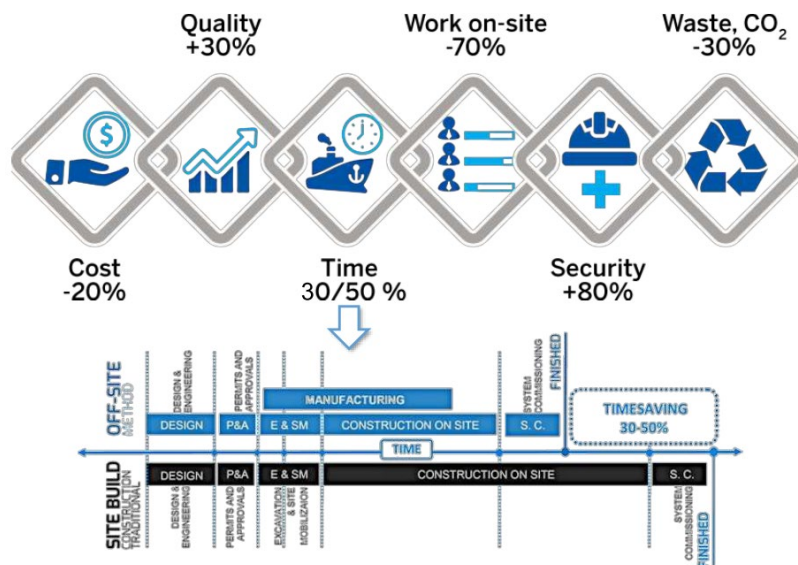 Quality
+30%
Work on-site
-70%
Waste, CO₂
-30%
$
Cost
-20%
Time
30/50 %
Security
+80%
OFF-SITE
METHOD
DESIGN &
ENGINEERING
PERMITS AND
APPROVALS
MANUFACTURING
SYSTEM
COMMISSIONING
FINISHED
DESIGN
P&A
E & SM
CONSTRUCTION ON SITE
S. C.
TIMESAVING
30-50%
TIME
SITE BUILD
CONSTRUCTION
TRADITIONAL
DESIGN
P&A
E & SM
CONSTRUCTION ON SITE
S. C.
DESIGN &
ENGINEERING
PERMITS AND
APPROVALS
EXCAVATION
& SITE
MOBILIZAION
SYSTEM
COMMISSIONING
FINISHED